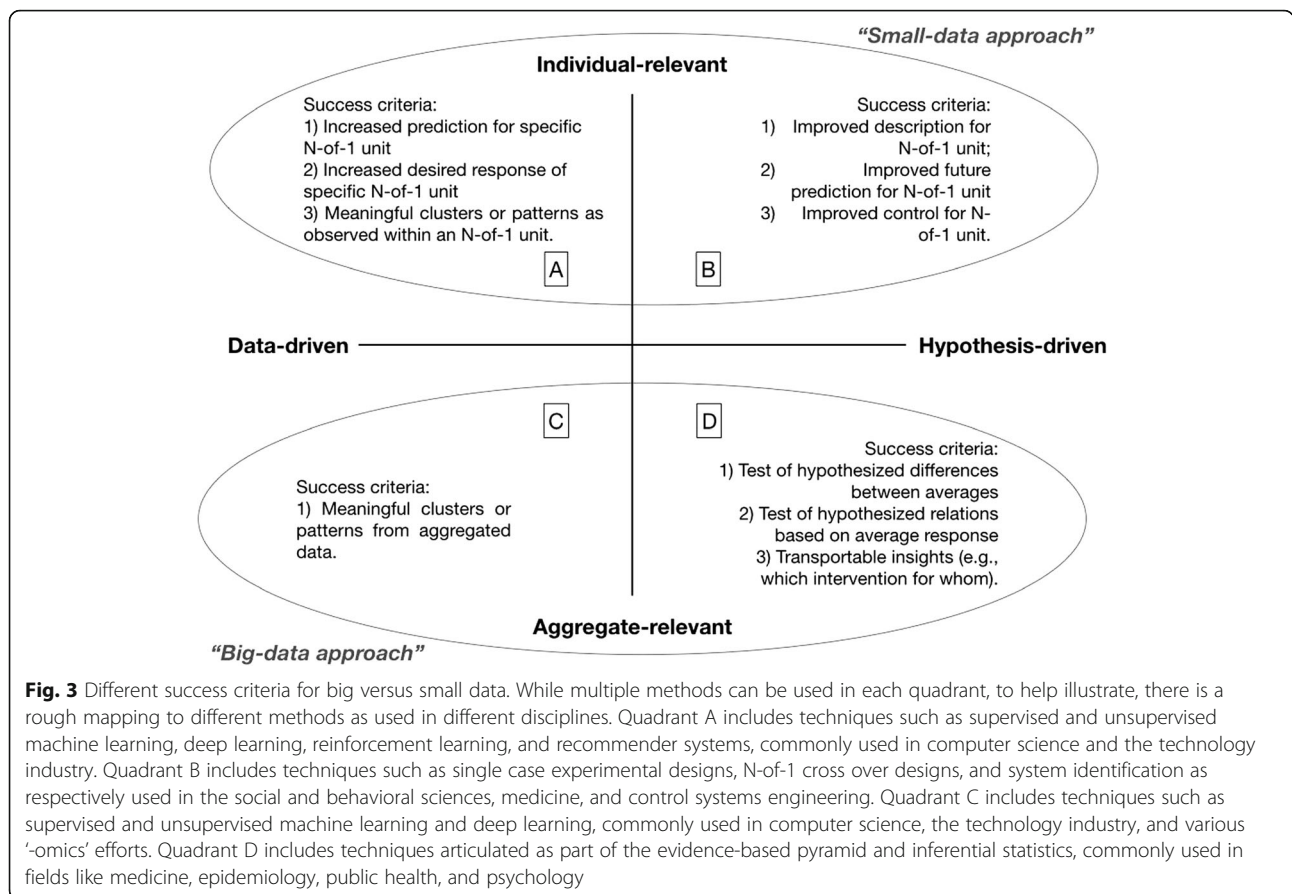 “Small-data approach”
Individual-relevant
Success criteria:
1) Increased prediction for specific
N-of-1 unit
2) Increased desired response of
specific N-of-1 unit
3) Meaningful clusters or patterns as
observed within an N-of-1 unit.
A
Success criteria:
1) Improved description for
N-of-1 unit;
2) Improved future
prediction for N-of-1 unit
3) Improved control for N-
of-1 unit.
B
Data-driven
Hypothesis-driven
C
Success criteria:
1) Meaningful clusters or
patterns from aggregated
data.
D
Success criteria:
1) Test of hypothesized differences
between averages
2) Test of hypothesized relations
based on average response
3) Transportable insights (e.g.,
which intervention for whom).
Aggregate-relevant
“Big-data approach”
Fig. 3 Different success criteria for big versus small data. While multiple methods can be used in each quadrant, to help illustrate, there is a
rough mapping to different methods as used in different disciplines. Quadrant A includes techniques such as supervised and unsupervised
machine learning, deep learning, reinforcement learning, and recommender systems, commonly used in computer science and the technology
industry. Quadrant B includes techniques such as single case experimental designs, N-of-1 cross over designs, and system identification as
respectively used in the social and behavioral sciences, medicine, and control systems engineering. Quadrant C includes techniques such as
supervised and unsupervised machine learning and deep learning, commonly used in computer science, the technology industry, and various
‘-omics’ efforts. Quadrant D includes techniques articulated as part of the evidence-based pyramid and inferential statistics, commonly used in
fields like medicine, epidemiology, public health, and psychology